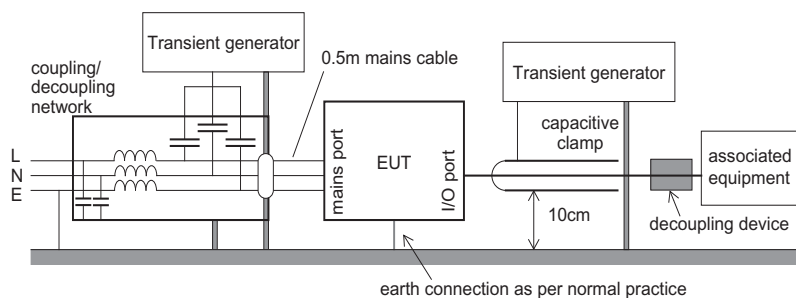 Transient generator
coupling/
decoupling
network
0.5m mains cable
Transient generator
capacitive
clamp
L
N
E
mains port
EUT
I/O port
associated
equipment
10cm
decoupling device
earth connection as per normal practice